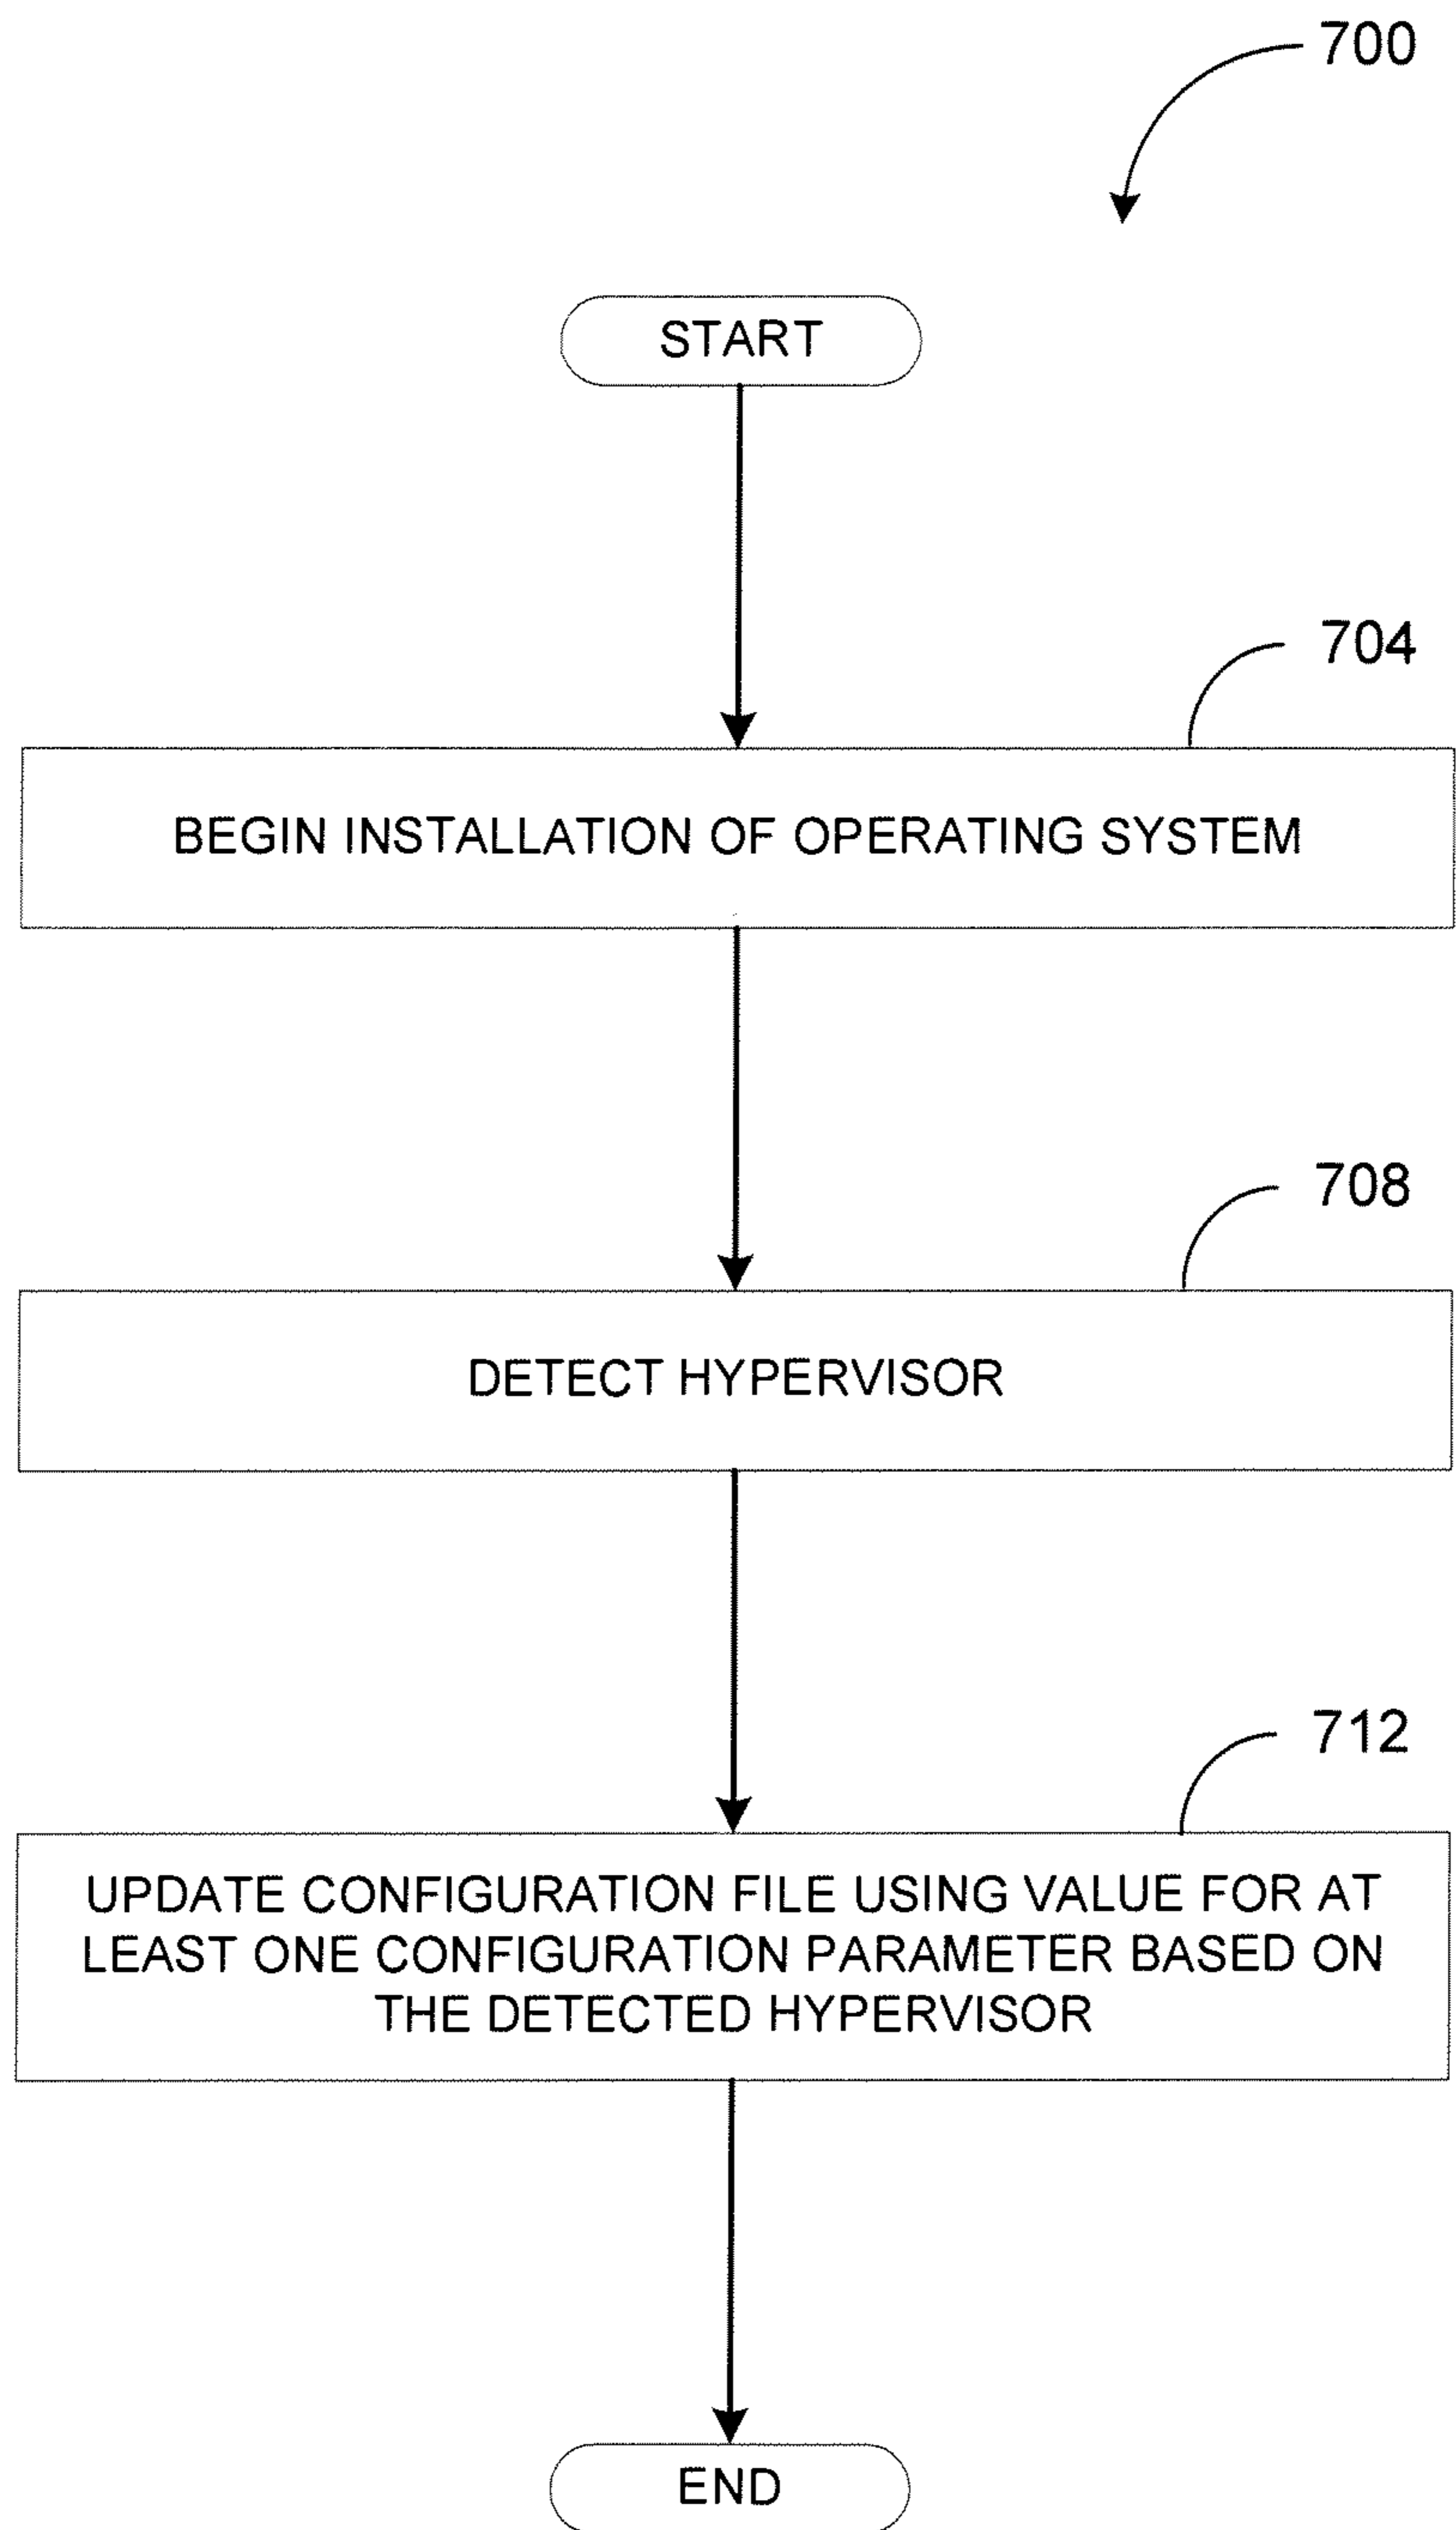 700
START
704
BEGIN INSTALLATION OF OPERATING SYSTEM
708
DETECT HYPERVISOR
712
UPDATE CONFIGURATION FILE USING VALUE FOR AT
LEAST ONE CONFIGURATION PARAMETER BASED ON
THE DETECTED HYPERVISOR
END